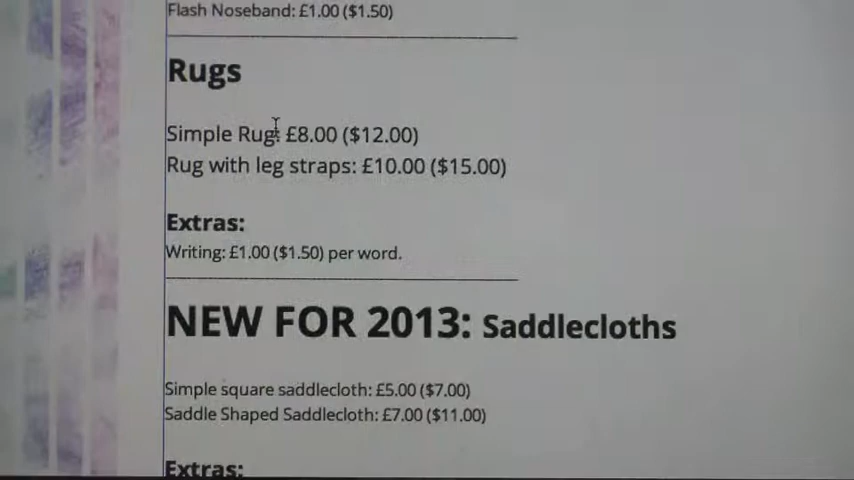 Flash Noseband: £1.00 ($1.50)
Rugs
Simple Rug: £8.00 ($12.00)
Rug with leg straps: £10.00 ($15.00)
Extras:
Writing: £1.00 ($1.50) per word.
NEW FOR 2013: Saddlecloths
Simple square saddlecloth: £5.00 ($7.00)
Saddle Shaped Saddlecloth: £7.00 ($11.00)
Extras: